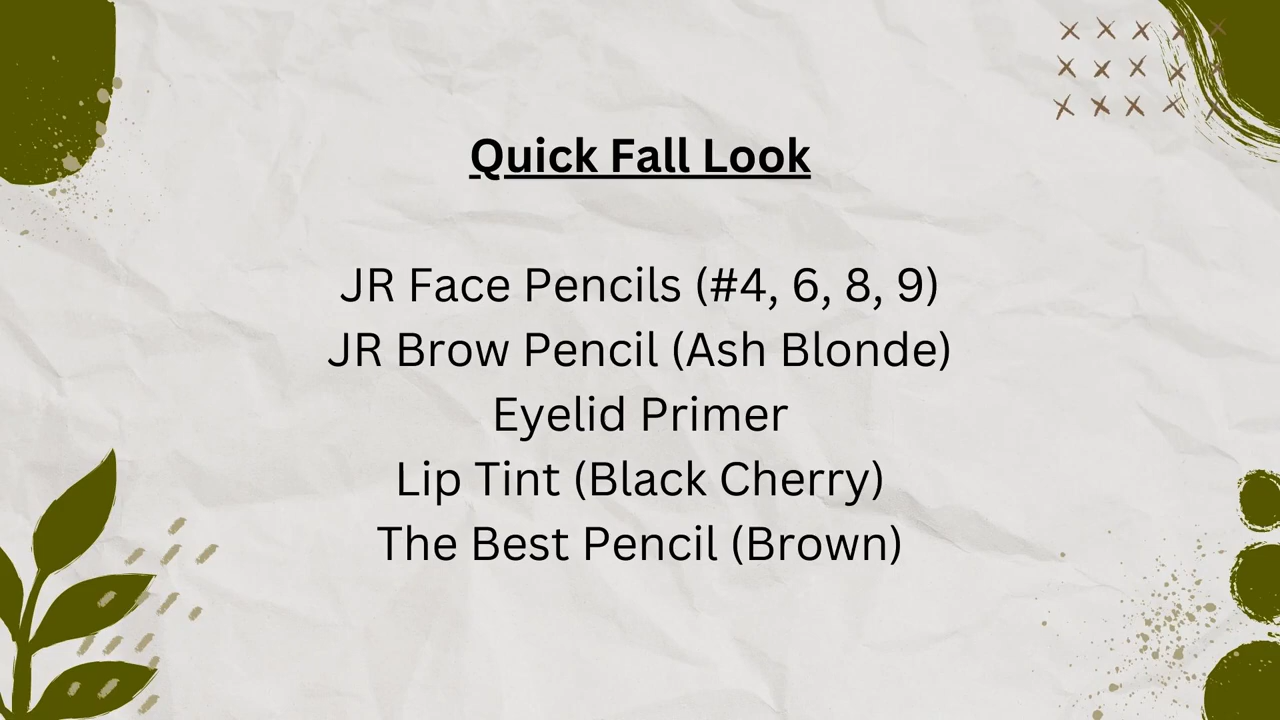 Quick Fall Look
JR Face Pencils (#4, 6, 8, 9)
JR Brow Pencil (Ash Blonde)
Eyelid Primer
Lip Tint (Black Cherry)
The Best Pencil (Brown)